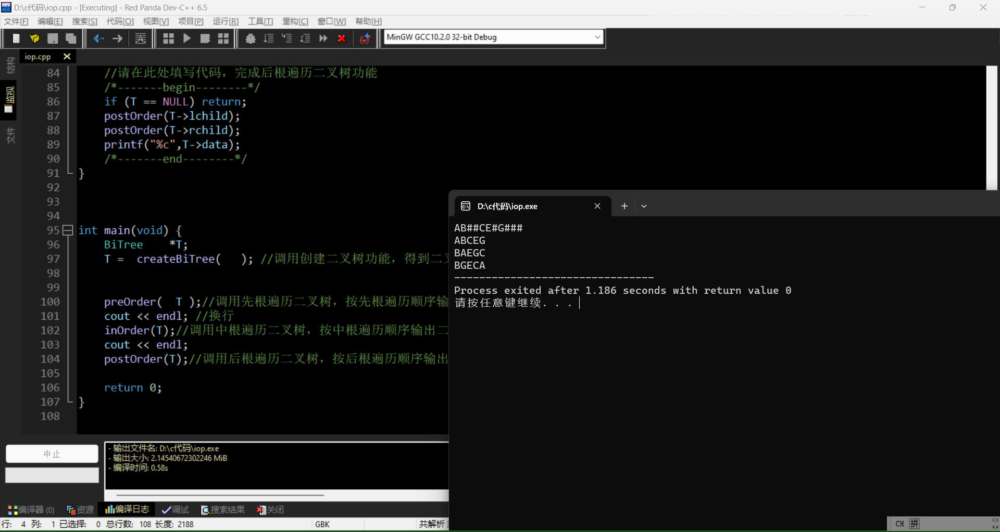 D:\c代码\iop.cpp - [Executing] - Red Panda Dev-C++ 6.5
文件[F] 编辑[E] 搜索[S] 代码[O] 视图[V] 项目[P] 运行[R] 工具[T] 重构[C] 窗口[W] 帮助[H]
MinGW GCC10.2.0 32-bit Debug
iop.cpp
结构
监视
文件
84 //请在此处填写代码，完成后根遍历二叉树功能
85 /*-------begin--------*/
86 if (T == NULL) return;
87 postOrder(T->lchild);
88 postOrder(T->rchild);
89 printf("%c",T->data);
90 /*-------end--------*/
91 }
92
93
94
95 int main(void) {
96 BiTree    *T;
97 T =  createBiTree(   ); //调用创建二叉树功能，得到二叉
98
99
100 preOrder(  T );//调用先根遍历二叉树，按先根遍历顺序输
101 cout << endl; //换行
102 inOrder(T);//调用中根遍历二叉树，按中根遍历顺序输出二
103 cout << endl;
104 postOrder(T);//调用后根遍历二叉树，按后根遍历顺序输出
105
106 return 0;
107 }
108
D:\c代码\iop.exe
AB##CE#G###
ABCEG
BAEGC
BGECA
--------------------------------
Process exited after 1.186 seconds with return value 0
请按任意键继续. . .
中止
- 输出文件名: D:\c代码\iop.exe
- 输出大小: 2.14540672302246 MiB
- 编译时间: 0.58s
编译器 (0) 资源 编译日志 调试 搜索结果 关闭
行: 4 列: 1 已选择: 0 总行数: 108 长度: 2188 GBK 共解析
CH 拼